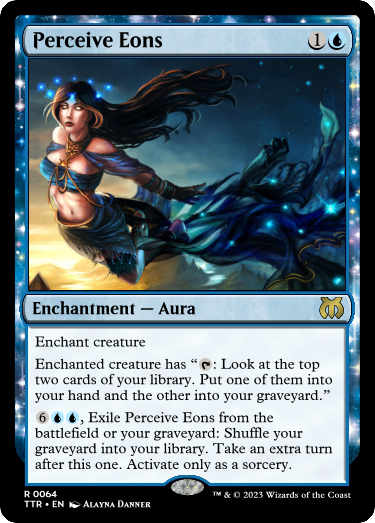 Perceive Eons 1
Enchantment — Aura
Enchant creature
Enchanted creature has “: Look at the top
two cards of your library. Put one of them into
your hand and the other into your graveyard.”
6, Exile Perceive Eons from the
battlefield or your graveyard: Shuffle your
graveyard into your library. Take an extra turn
after this one. Activate only as a sorcery.
R 0064
TTR • EN Alayna Danner
™ & © 2023 Wizards of the Coast